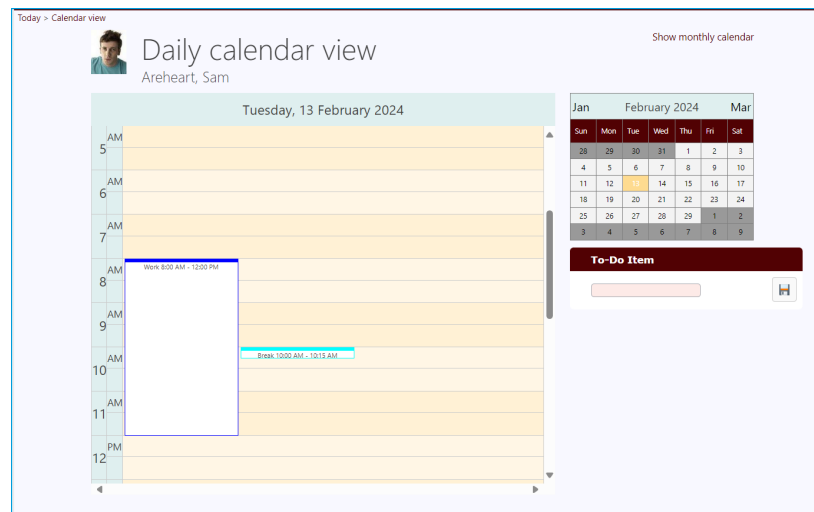 Today > Calendar view
Show monthly calendar
Daily calendar view
Areheart, Sam
Tuesday, 13 February 2024
5 AM
6 AM
7 AM
8 AM
9 AM
10 AM
11 AM
12 PM
Work 8:00 AM - 12:00 PM
Break 10:00 AM - 10:15 AM
Jan February 2024 Mar
Sun Mon Tue Wed Thu Fri Sat
28 29 30 31 1 2 3
4 5 6 7 8 9 10
11 12 13 14 15 16 17
18 19 20 21 22 23 24
25 26 27 28 29 1 2
3 4 5 6 7 8 9
To-Do Item